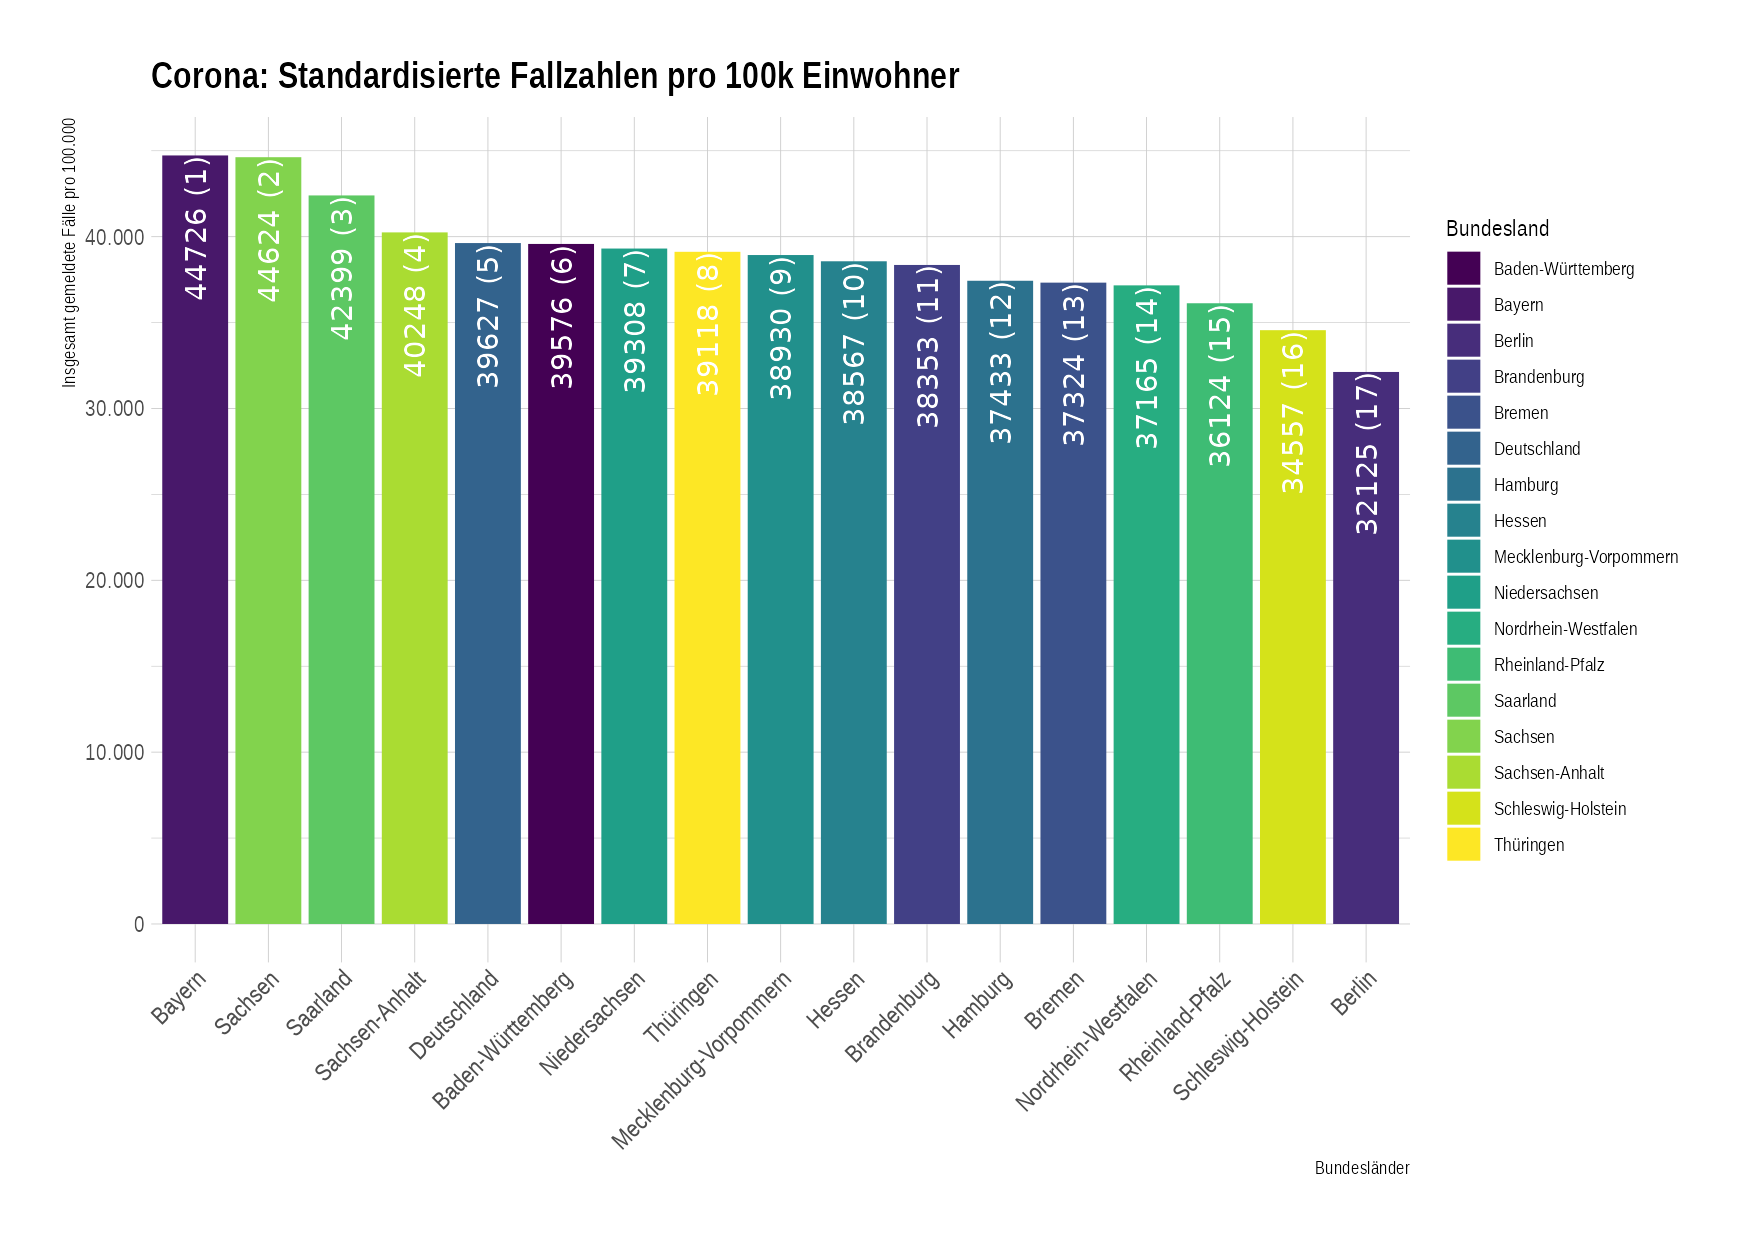 Corona: Standardisierte Fallzahlen pro 100k Einwohner
Insgesamt gemeldete Fälle pro 100.000
40.000
30.000
20.000
10.000
0
44726 (1)
44624 (2)
42399 (3)
40248 (4)
39627 (5)
39576 (6)
39308 (7)
39118 (8)
38930 (9)
38567 (10)
38353 (11)
37433 (12)
37324 (13)
37165 (14)
36124 (15)
34557 (16)
32125 (17)
Bayern
Sachsen
Saarland
Sachsen-Anhalt
Deutschland
Baden-Württemberg
Niedersachsen
Thüringen
Mecklenburg-Vorpommern
Hessen
Brandenburg
Hamburg
Bremen
Nordrhein-Westfalen
Rheinland-Pfalz
Schleswig-Holstein
Berlin
Bundesländer
Bundesland
Baden-Württemberg
Bayern
Berlin
Brandenburg
Bremen
Deutschland
Hamburg
Hessen
Mecklenburg-Vorpommern
Niedersachsen
Nordrhein-Westfalen
Rheinland-Pfalz
Saarland
Sachsen
Sachsen-Anhalt
Schleswig-Holstein
Thüringen